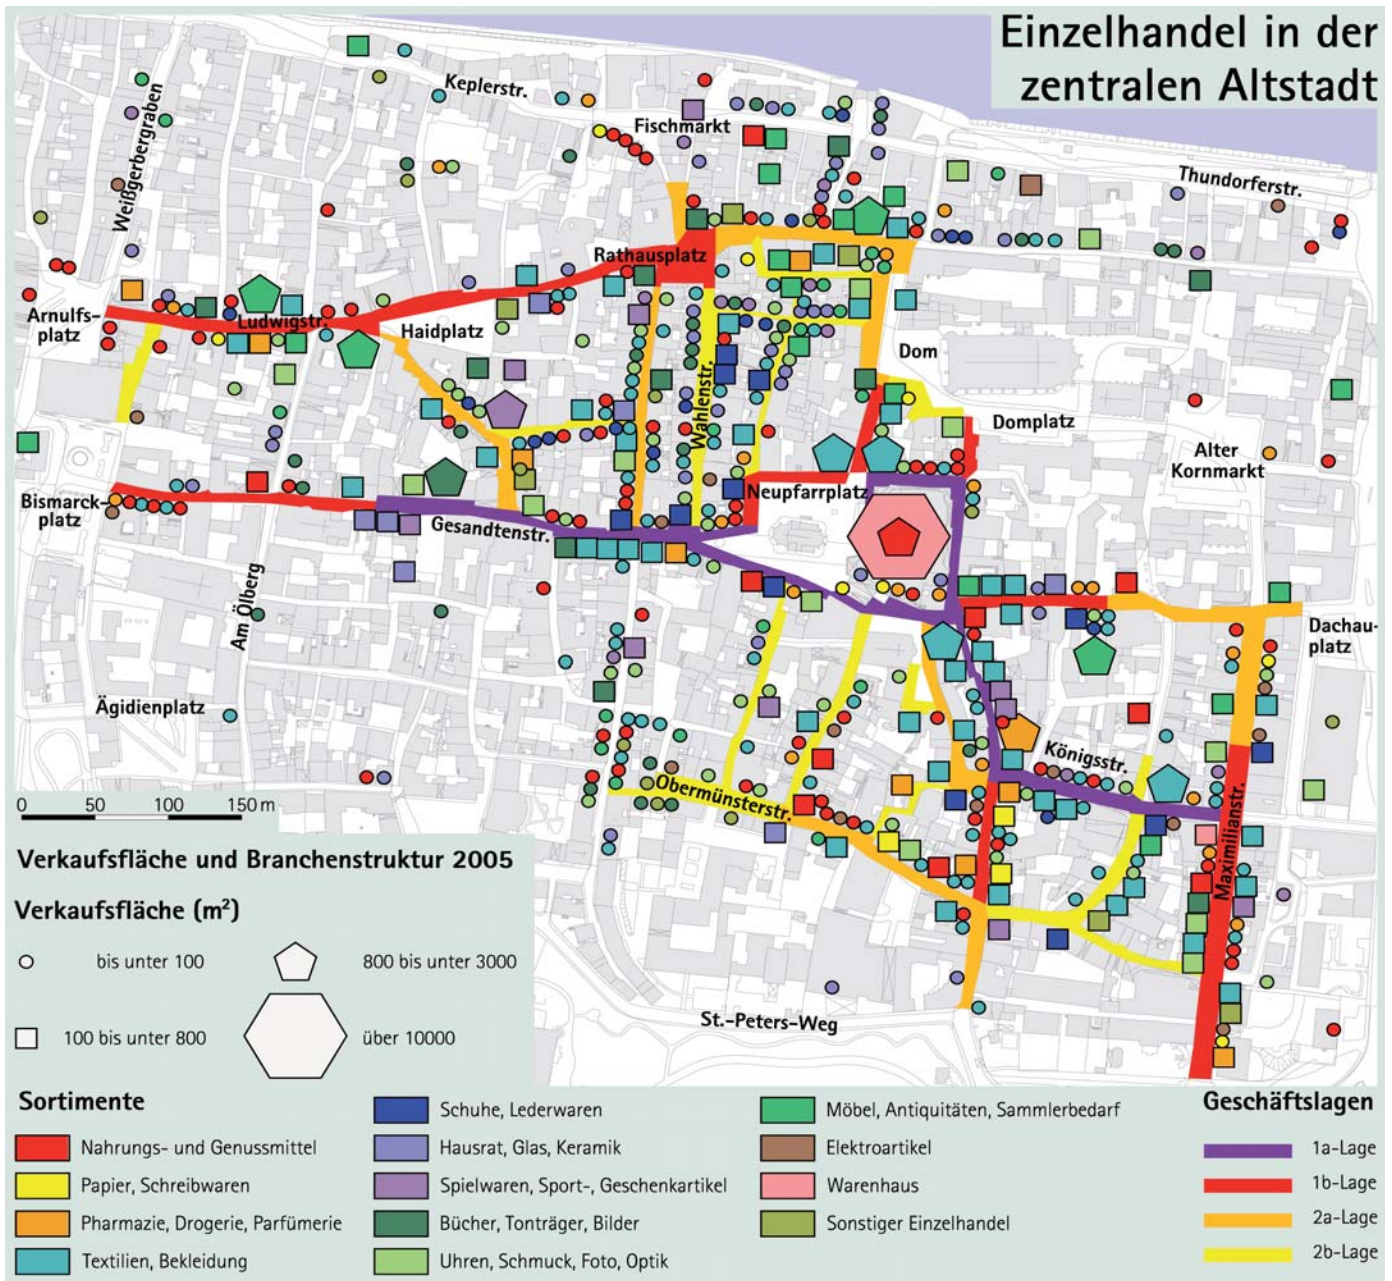 Einzelhandel in der
zentralen Altstadt
Keplerstr.
Fischmarkt
Weißgerbergraben
Thundorferstr.
Rathausplatz
Arnulfs-
platz
Ludwigstr.
Haidplatz
Dom
Wahlenstr.
Domplatz
Alter
Kornmarkt
Bismarck-
platz
Neupfarrplatz
Gesandtenstr.
Am Ölberg
Dachau-
platz
Ägidienplatz
Königsstr.
Obermünsterstr.
Maximilianstr.
St.-Peters-Weg
0 50 100 150 m
Verkaufsfläche und Branchenstruktur 2005
Verkaufsfläche (m²)
bis unter 100
800 bis unter 3000
100 bis unter 800
über 10000
Sortimente
Nahrungs- und Genussmittel
Papier, Schreibwaren
Pharmazie, Drogerie, Parfümerie
Textilien, Bekleidung
Schuhe, Lederwaren
Hausrat, Glas, Keramik
Spielwaren, Sport-, Geschenkartikel
Bücher, Tonträger, Bilder
Uhren, Schmuck, Foto, Optik
Möbel, Antiquitäten, Sammlerbedarf
Elektroartikel
Warenhaus
Sonstiger Einzelhandel
Geschäftslagen
1a-Lage
1b-Lage
2a-Lage
2b-Lage